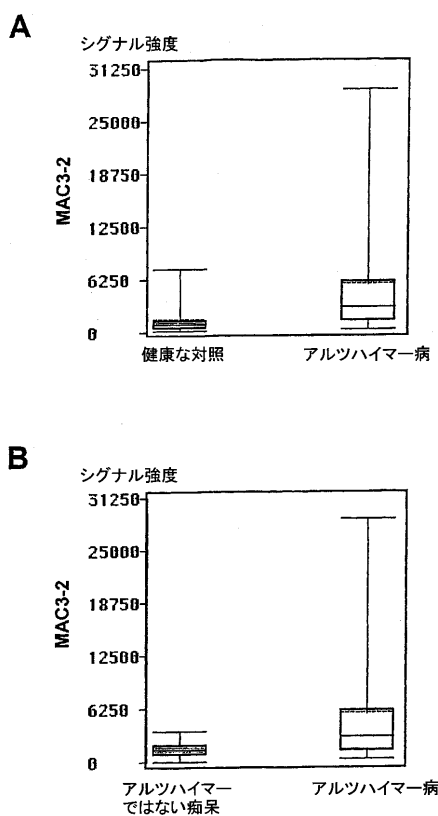 A
シグナル強度
31250
25000
18750
12500
6250
0
MAC3-2
健康な対照
アルツハイマー病
B
シグナル強度
31250
25000
18750
12500
6250
0
MAC3-2
アルツハイマー
ではない痴呆
アルツハイマー病